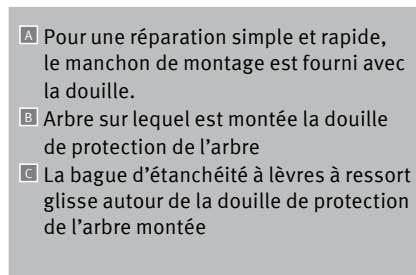 A Pour une réparation simple et rapide,
le manchon de montage est fourni avec
la douille.
B Arbre sur lequel est montée la douille
de protection de l’arbre
C La bague d’étanchéité à lèvres à ressort
glisse autour de la douille de protection
de l’arbre montée